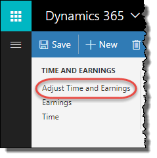 Dynamics 365
Save + New
TIME AND EARNINGS
Adjust Time and Earnings
Earnings
Time